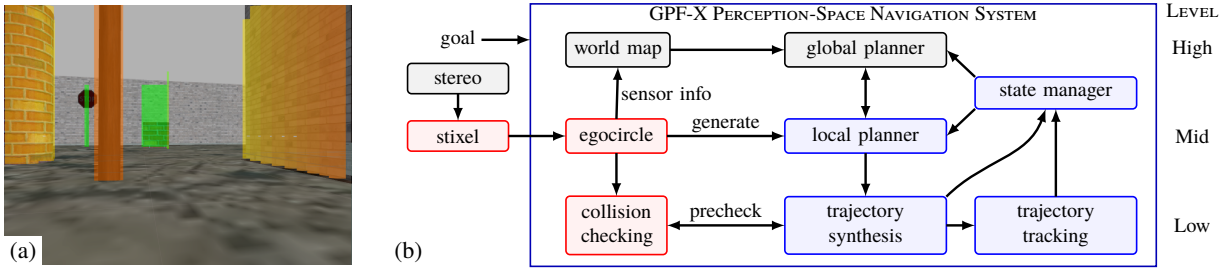 (a)
(b)
GPF-X PERCEPTION-SPACE NAVIGATION SYSTEM
LEVEL
goal
world map
global planner
High
stereo
sensor info
state manager
stixel
egocircle
generate
local planner
Mid
collision
checking
precheck
trajectory
synthesis
trajectory
tracking
Low